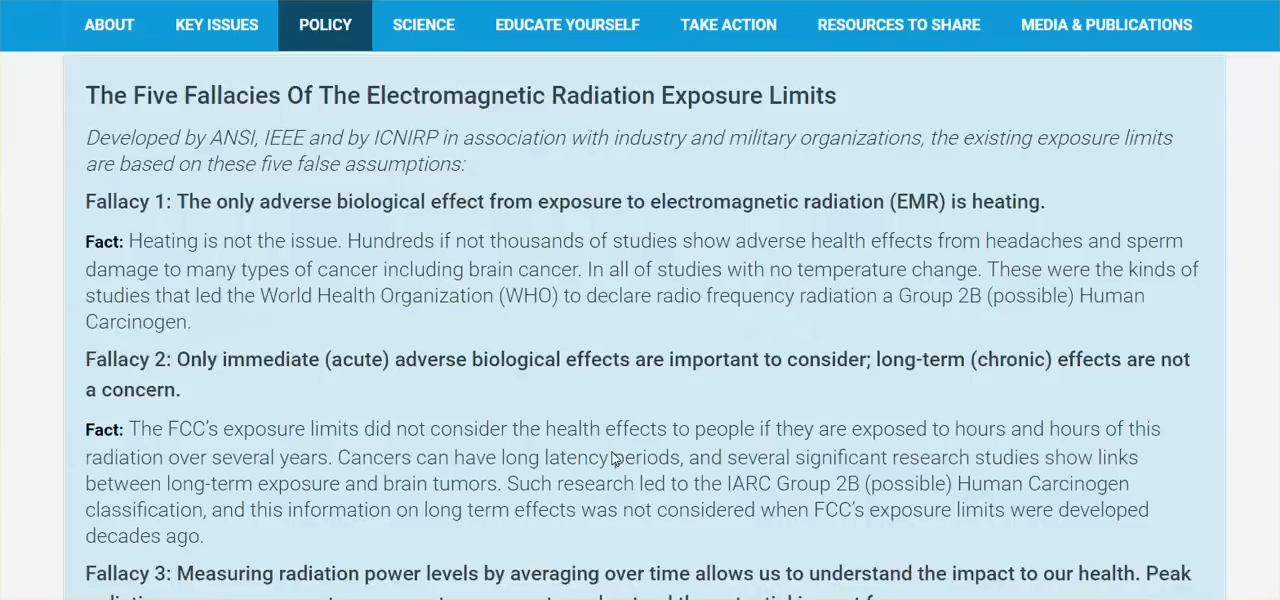 ABOUT KEY ISSUES POLICY SCIENCE EDUCATE YOURSELF TAKE ACTION RESOURCES TO SHARE MEDIA & PUBLICATIONS
The Five Fallacies Of The Electromagnetic Radiation Exposure Limits
Developed by ANSI, IEEE and by ICNIRP in association with industry and military organizations, the existing exposure limits
are based on these five false assumptions:
Fallacy 1: The only adverse biological effect from exposure to electromagnetic radiation (EMR) is heating.
Fact: Heating is not the issue. Hundreds if not thousands of studies show adverse health effects from headaches and sperm
damage to many types of cancer including brain cancer. In all of studies with no temperature change. These were the kinds of
studies that led the World Health Organization (WHO) to declare radio frequency radiation a Group 2B (possible) Human
Carcinogen.
Fallacy 2: Only immediate (acute) adverse biological effects are important to consider; long-term (chronic) effects are not
a concern.
Fact: The FCC's exposure limits did not consider the health effects to people if they are exposed to hours and hours of this
radiation over several years. Cancers can have long latency periods, and several significant research studies show links
between long-term exposure and brain tumors. Such research led to the IARC Group 2B (possible) Human Carcinogen
classification, and this information on long term effects was not considered when FCC's exposure limits were developed
decades ago.
Fallacy 3: Measuring radiation power levels by averaging over time allows us to understand the impact to our health. Peak